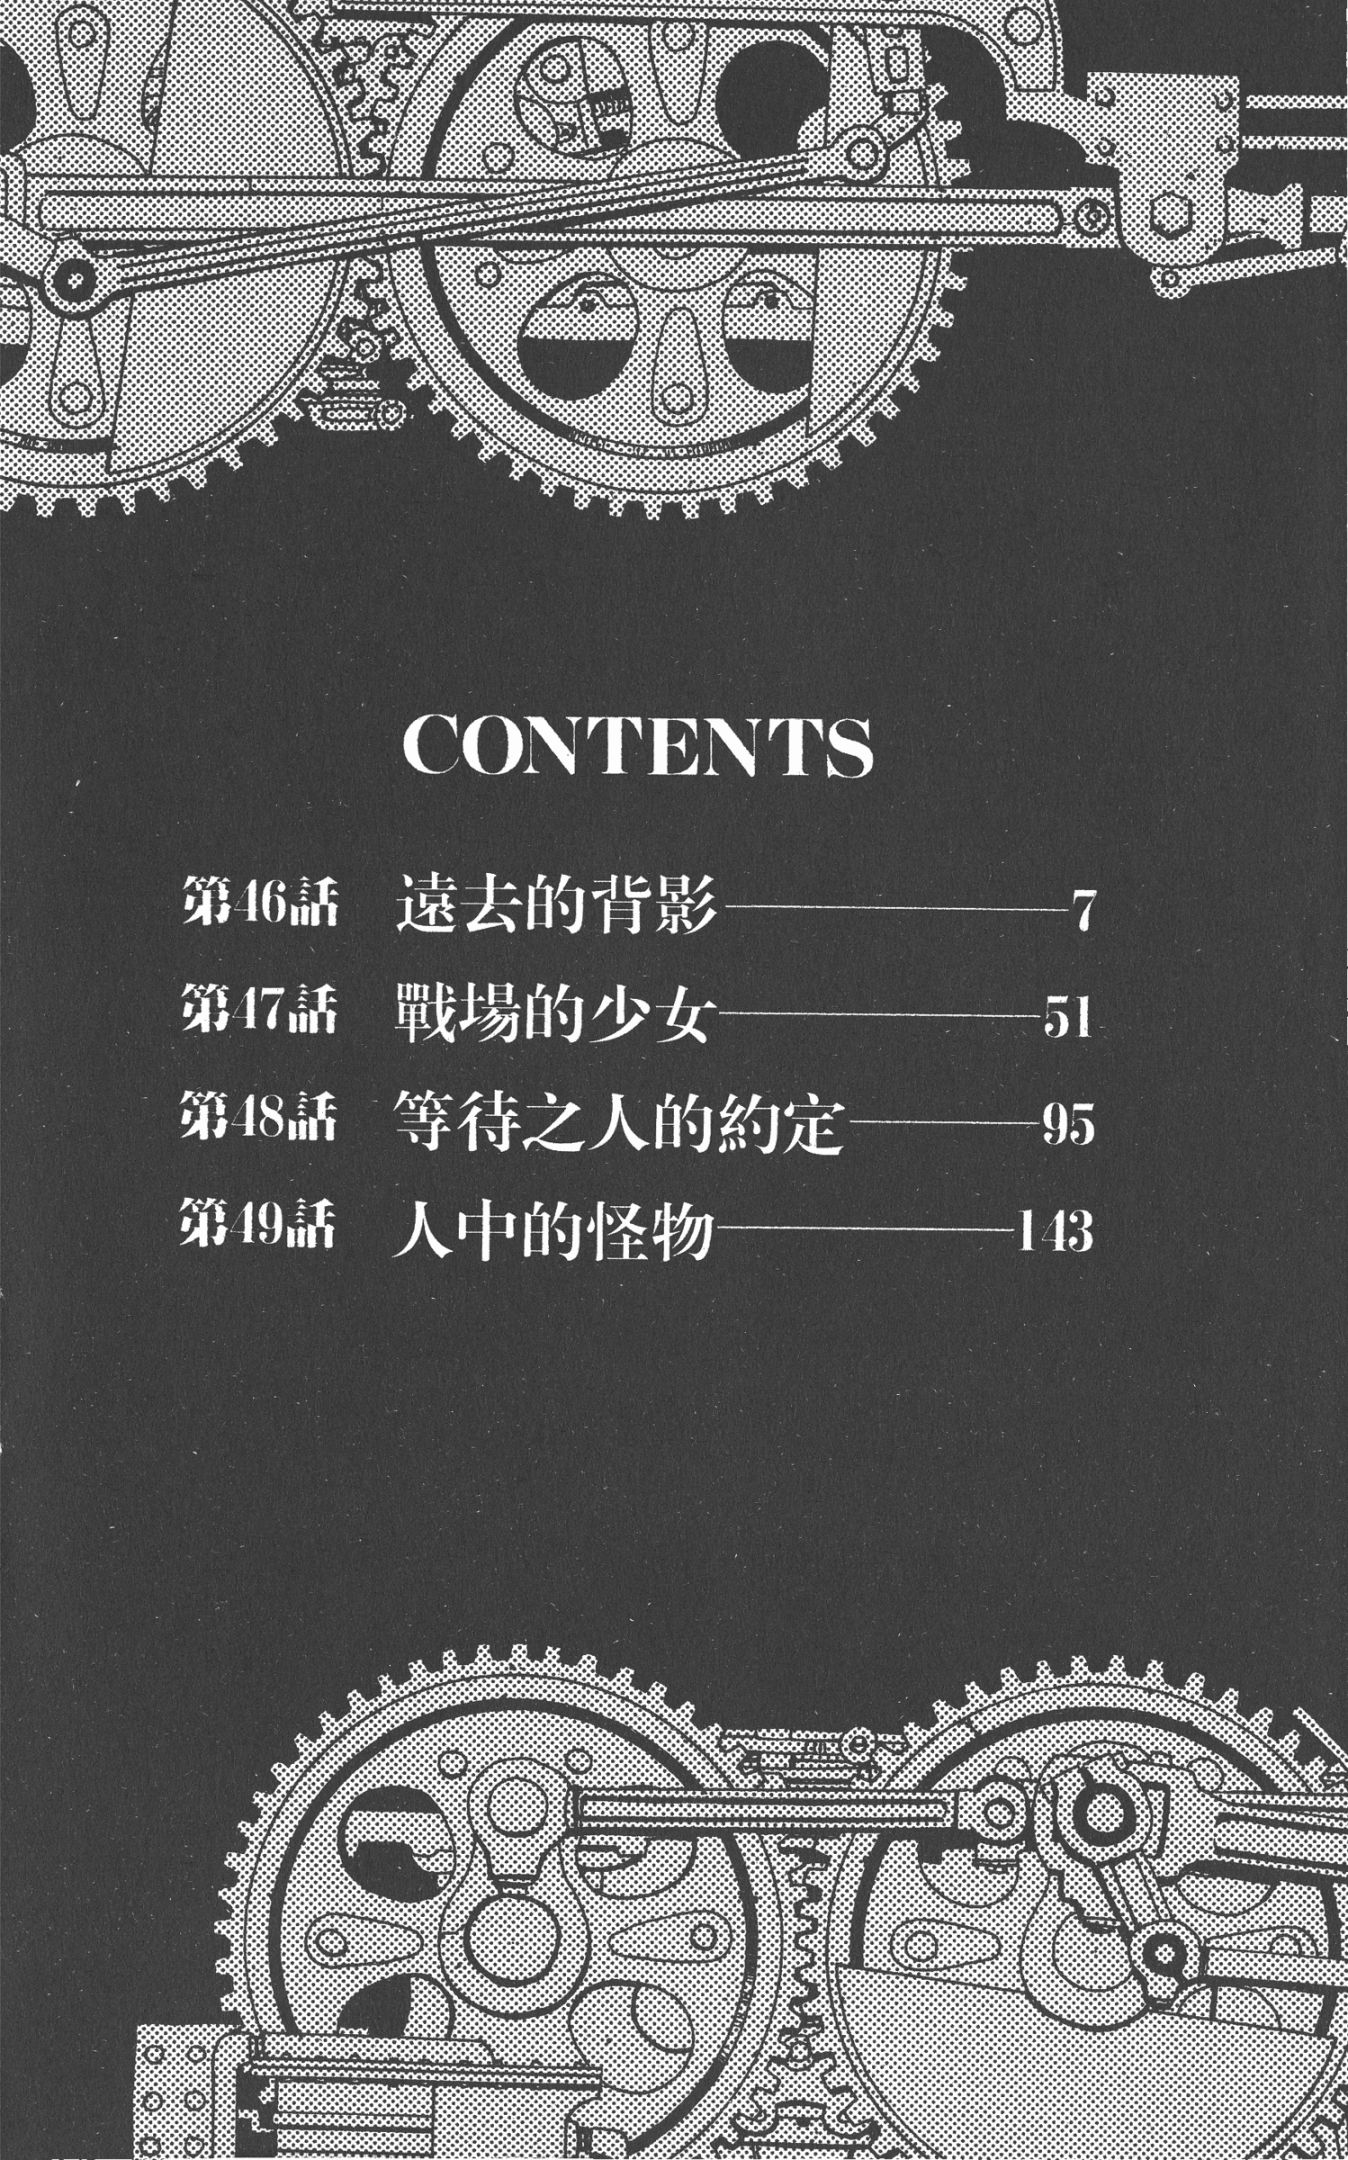 CONTENTS
第46話 遠去的背影 7
第47話 戰場的少女 51
第48話 等待之人的約定 95
第49話 人中的怪物 143